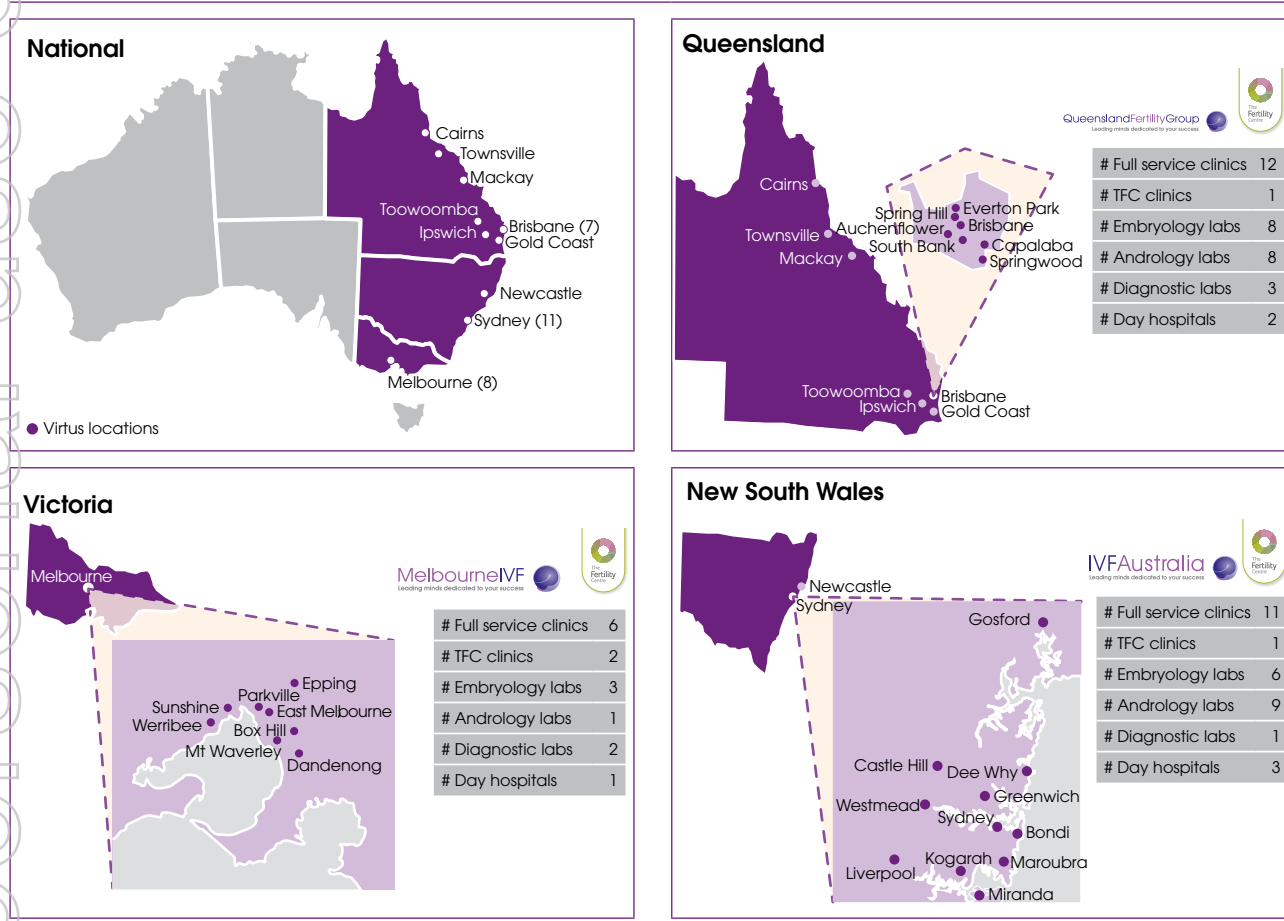 National
Cairns
Townsville
Mackay
Toowoomba
Brisbane (7)
Ipswich
Gold Coast
Newcastle
Sydney (11)
Melbourne (8)
Virtus locations
Queensland
QueenslandFertilityGroup
Leading minds dedicated to your success
The
Fertility
Centre
Cairns
Townsville
Mackay
Spring Hill
Everton Park
Auchenflower
Brisbane
South Bank
Capalaba
Springwood
Toowoomba
Brisbane
Ipswich
Gold Coast
# Full service clinics 12
# TFC clinics 1
# Embryology labs 8
# Andrology labs 8
# Diagnostic labs 3
# Day hospitals 2
Victoria
Melbourne
MelbourneIVF
Leading minds dedicated to your success
The
Fertility
Centre
Epping
Parkville
Sunshine
East Melbourne
Werribee
Box Hill
Mt Waverley
Dandenong
# Full service clinics 6
# TFC clinics 2
# Embryology labs 3
# Andrology labs 1
# Diagnostic labs 2
# Day hospitals 1
New South Wales
Newcastle
Sydney
IVFAustralia
Leading minds dedicated to your success
The
Fertility
Centre
Gosford
Castle Hill
Dee Why
Greenwich
Westmead
Sydney
Bondi
Kogarah
Maroubra
Liverpool
Miranda
# Full service clinics 11
# TFC clinics 1
# Embryology labs 6
# Andrology labs 9
# Diagnostic labs 1
# Day hospitals 3